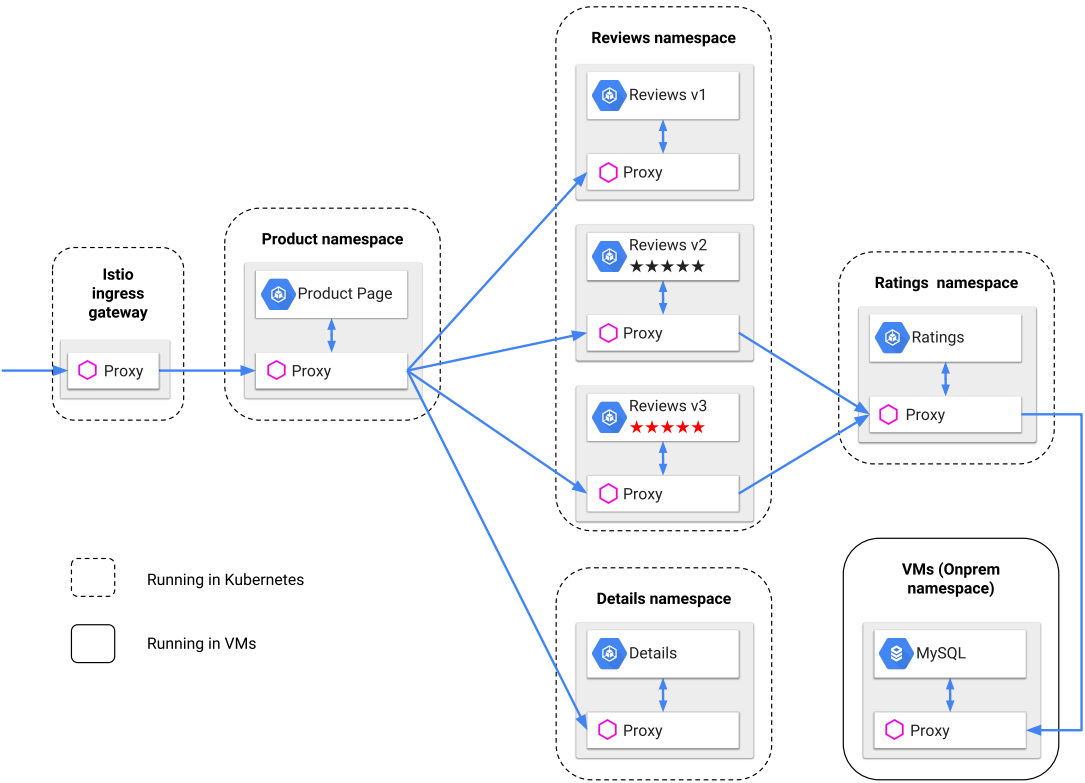 Istio
ingress
gateway
Proxy
Product namespace
Product Page
Proxy
Reviews namespace
Reviews v1
Proxy
Reviews v2
★★★★★
Proxy
Reviews v3
★★★★★
Proxy
Ratings namespace
Ratings
Proxy
Details namespace
Details
Proxy
VMs (Onprem
namespace)
MySQL
Proxy
Running in Kubernetes
Running in VMs